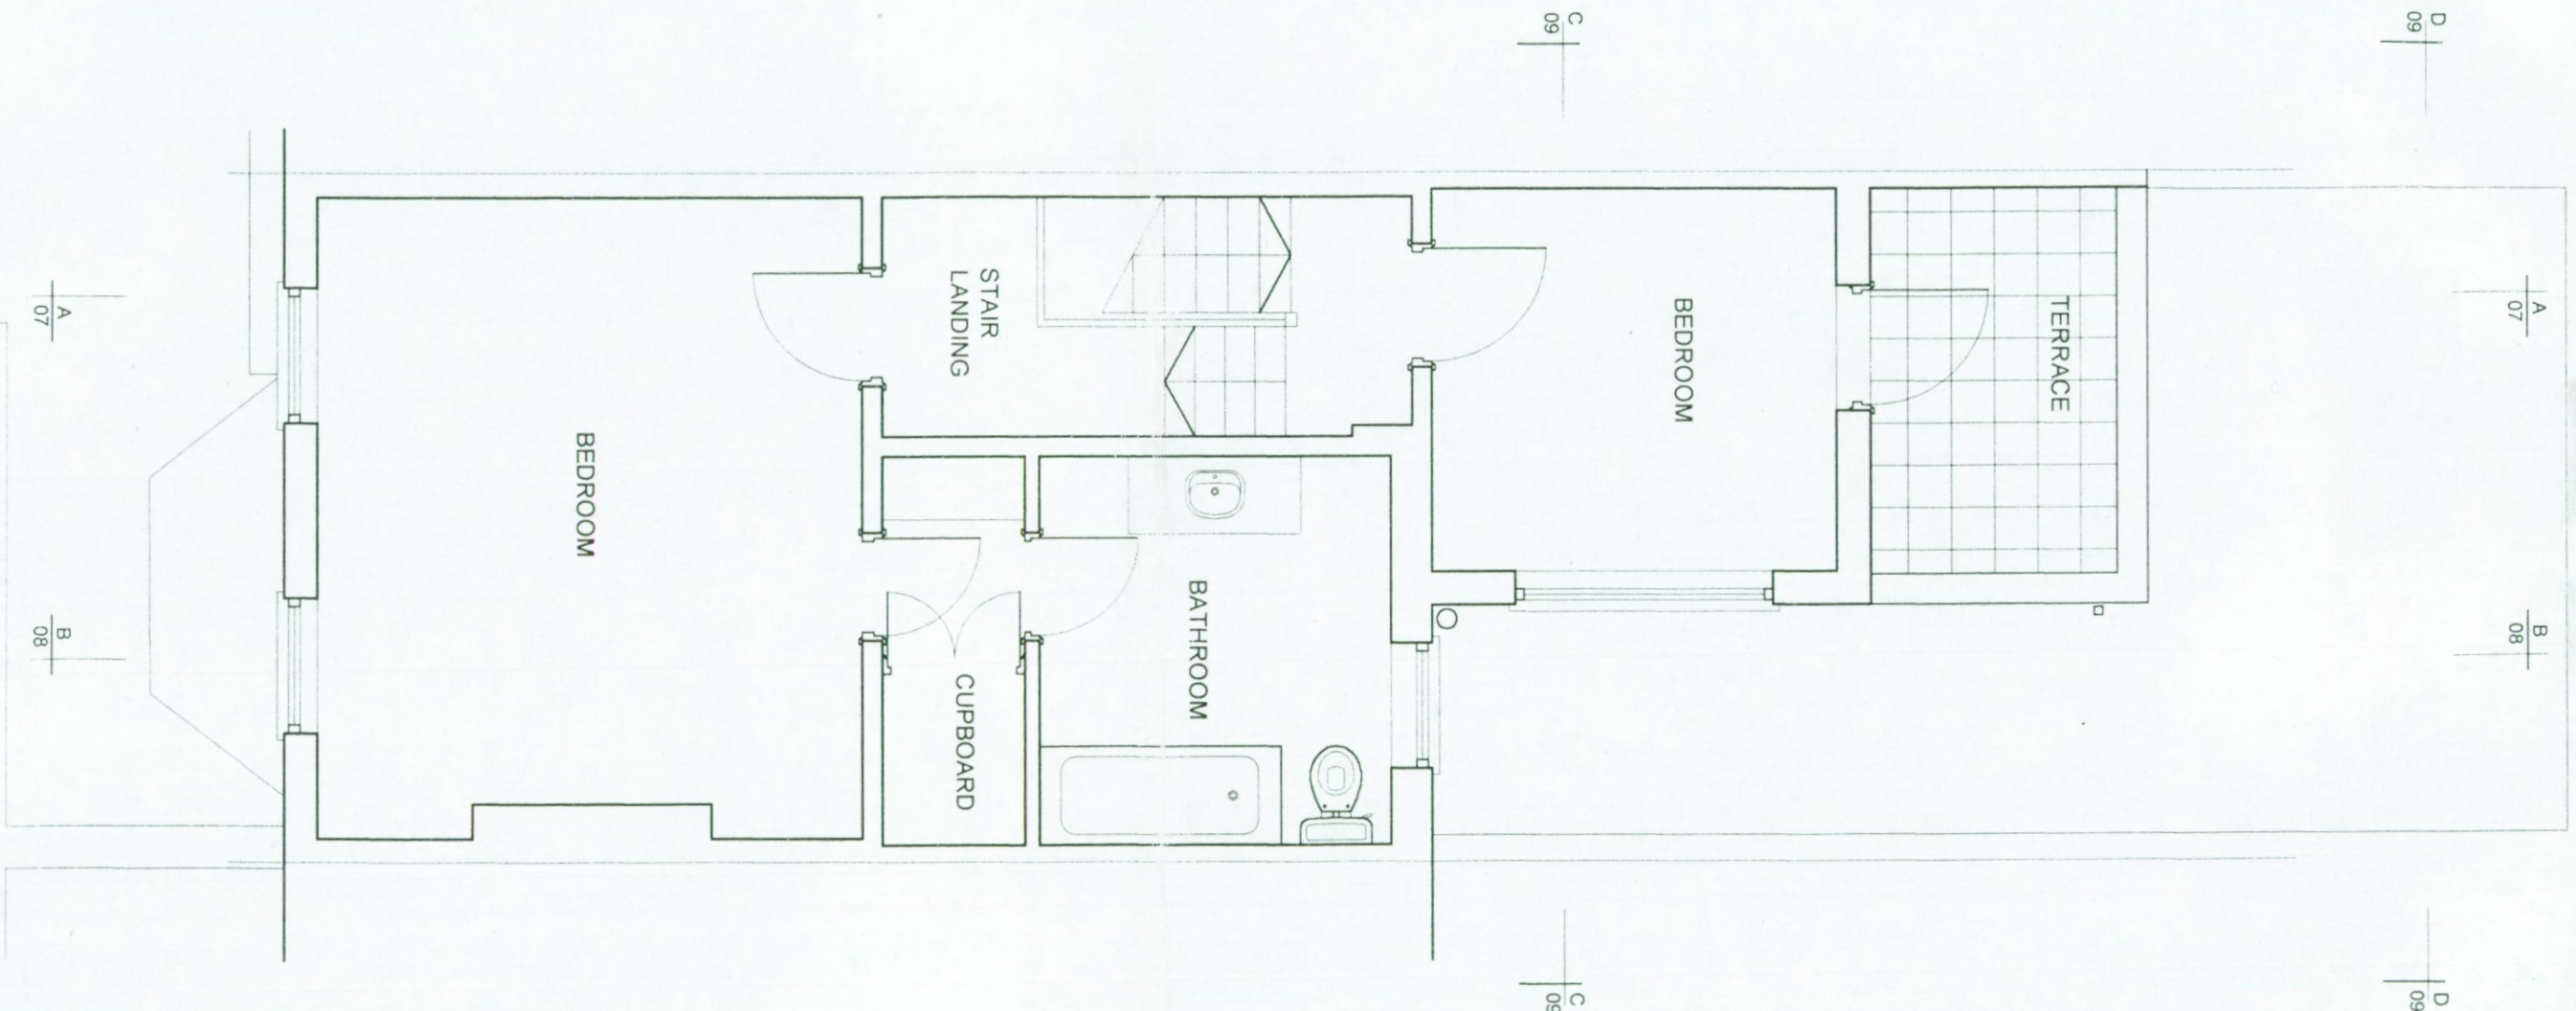 C
09
D
09
A
07
A
07
STAIR
LANDING
BEDROOM
TERRACE
BEDROOM
B
08
B
08
BATHROOM
CUPBOARD
C
09
D
09